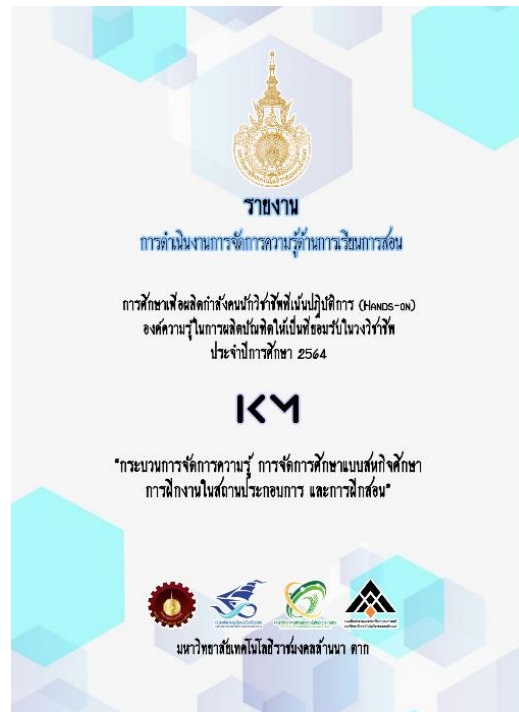 รายงาน
การดำเนินงานการจัดการความรู้ด้านการเรียนการสอน
การศึกษาเพื่อผลิตกำลังคนนักวิชาชีพที่เน้นปฏิบัติการ (HANDS-ON)
องค์ความรู้ในการผลิตบัณฑิตให้เป็นที่ยอมรับในวงวิชาชีพ
ประจำปีการศึกษา 2564
KM
"กระบวนการจัดการความรู้ การจัดการศึกษาแบบสหกิจศึกษา
การฝึกงานในสถานประกอบการ และการฝึกสอน"
มหาวิทยาลัยเทคโนโลยีราชมงคลล้านนา ตาก